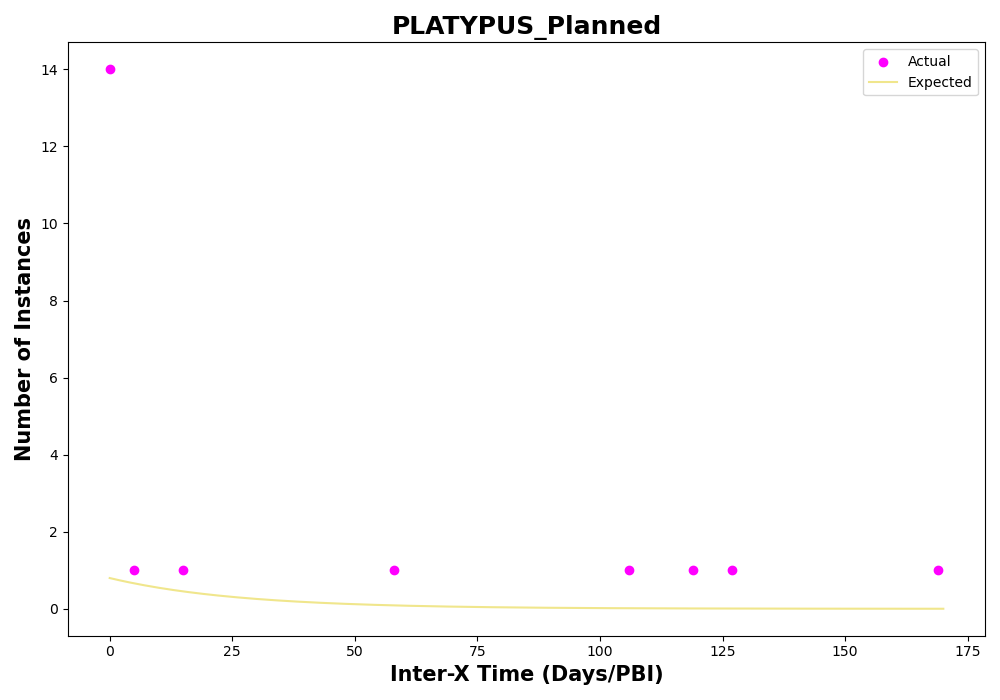 PLATYPUS_Planned
Actual
Expected
14
12
10
8
6
4
2
0
Number of Instances
0 25 50 75 100 125 150 175
Inter-X Time (Days/PBI)